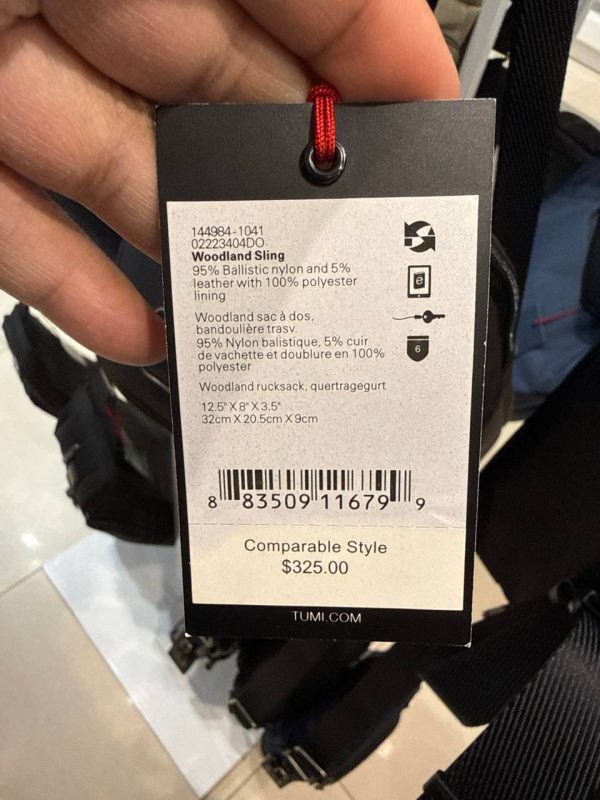 144984-1041
02223404DO
Woodland Sling
95% Ballistic nylon and 5%
leather with 100% polyester
lining
Woodland sac à dos,
bandoulière trasv.
95% Nylon balistique, 5% cuir
de vachette et doublure en 100%
polyester
Woodland rucksack, quertragegurt
12.5" X 8" X 3.5"
32cm X 20.5cm X 9cm
e
6
8 83509 11679 9
Comparable Style
$325.00
TUMI.COM